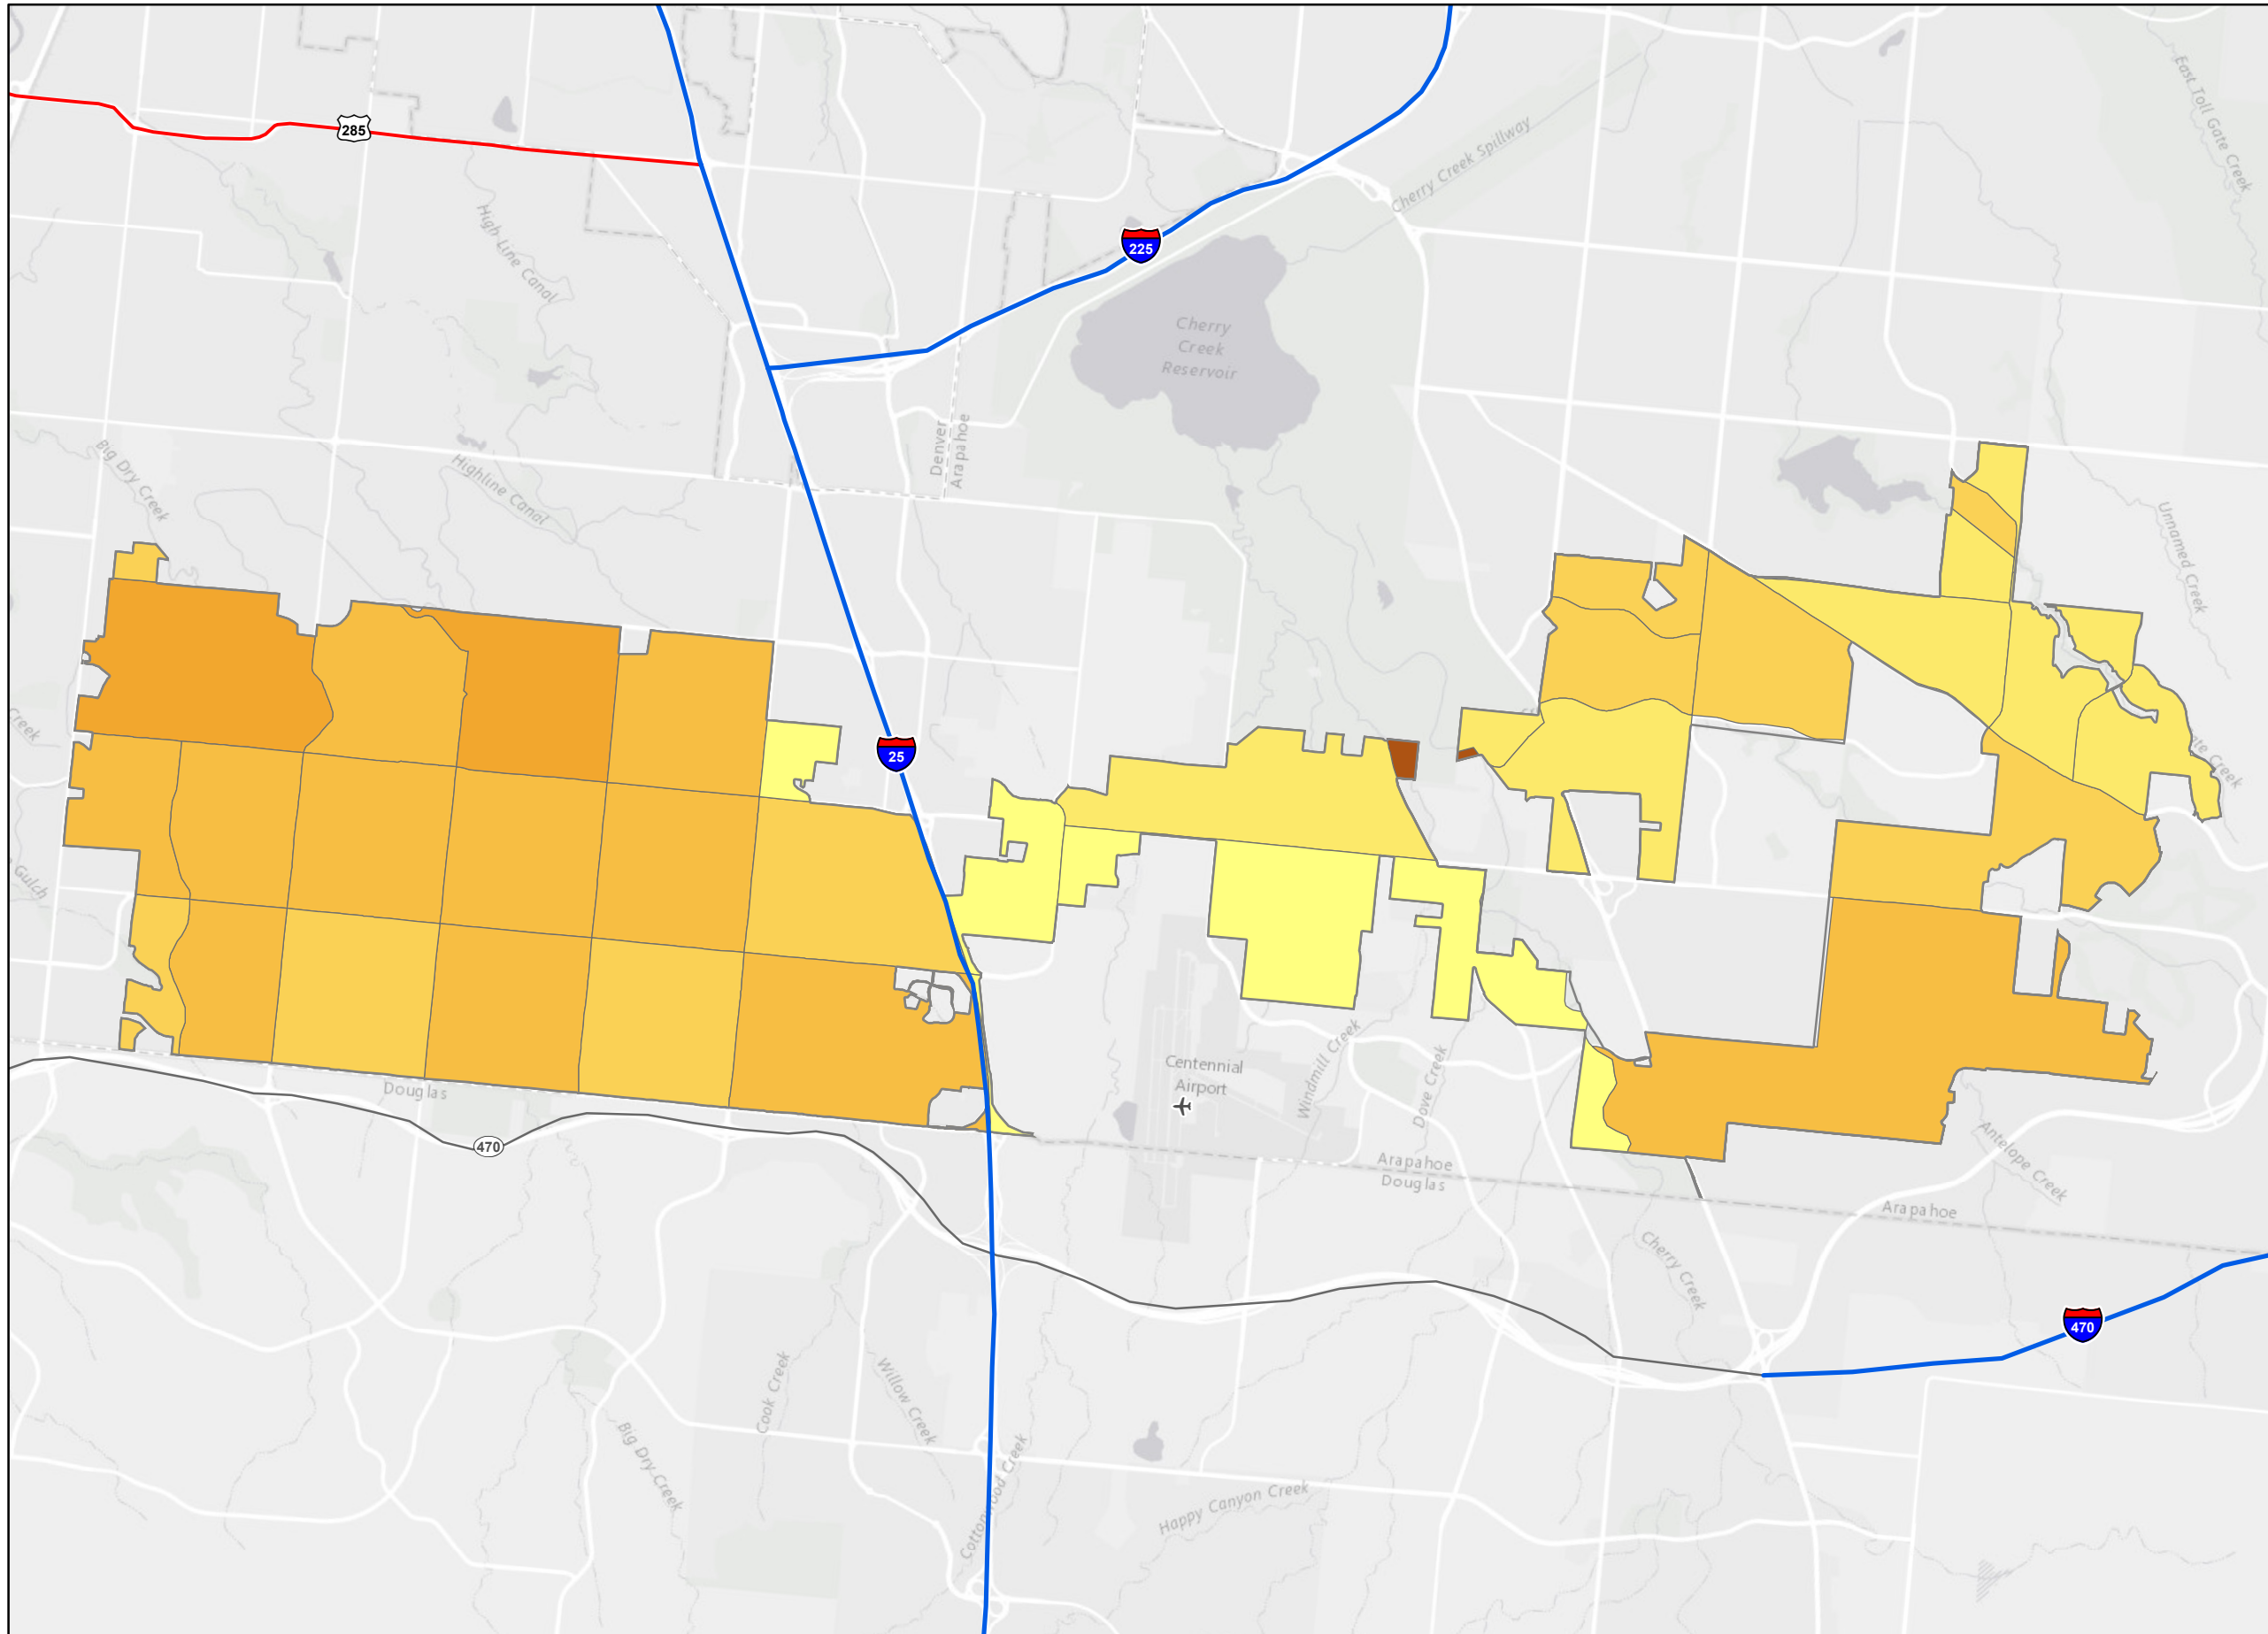 285
East Toll Gate Creek
Cherry Creek Spillway
High Line Canal
225
Cherry
Creek
Reservoir
Denver
Arapahoe
Big Dry Creek
Highline Canal
Unnamed Creek
Creek
25
Creek
Gulch
Centennial
Airport
Windmill Creek
Dove Creek
Douglas
470
Arapahoe
Douglas
Antelope Creek
Arapahoe
Cherry Creek
470
Cook Creek
Willow Creek
Big Dry Creek
Cottonwood Creek
Happy Canyon Creek